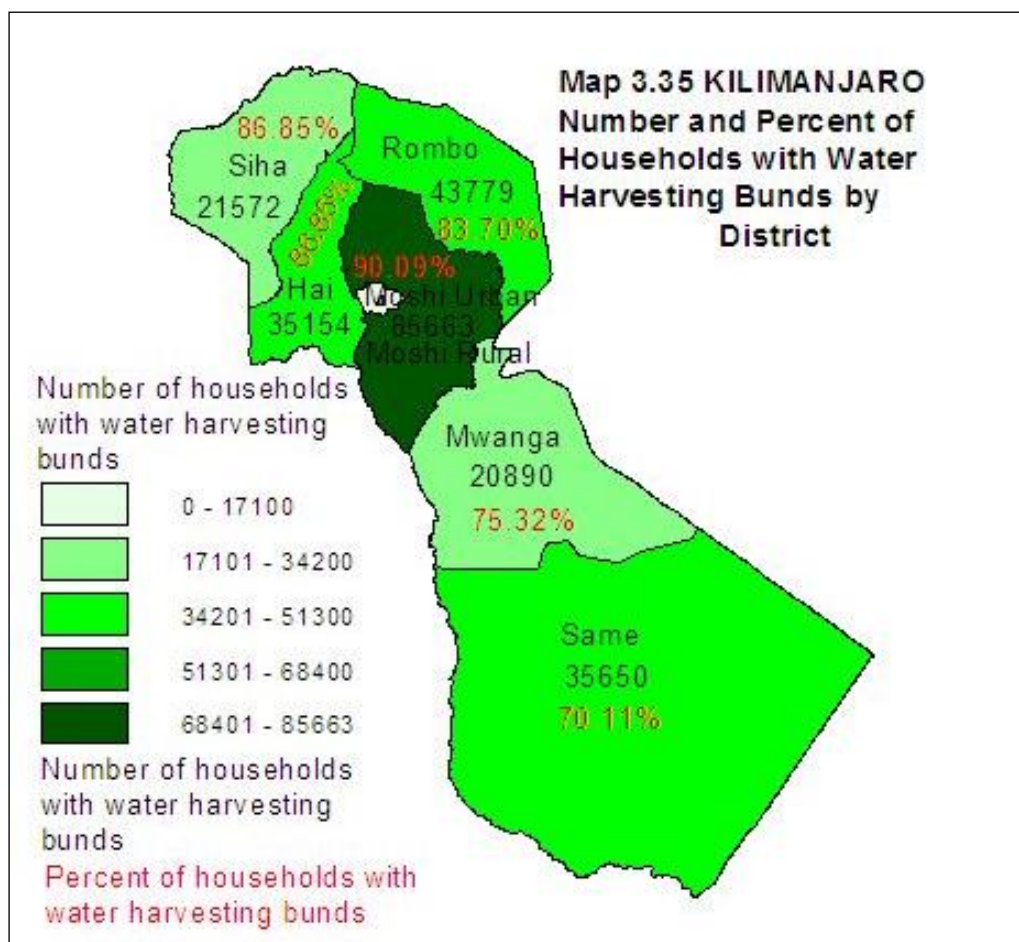 Map 3.35 KILIMANJARO
Number and Percent of
Households with Water
Harvesting Bunds by
District
86.85%
Siha
21572
Rombo
43779
83.70%
Hai
35154
90.09%
Moshi Urban
85663
Moshi Rural
Mwanga
20890
75.32%
Same
35650
70.11%
Number of households
with water harvesting
bunds
0 - 17100
17101 - 34200
34201 - 51300
51301 - 68400
68401 - 85663
Number of households
with water harvesting
bunds
Percent of households with
water harvesting bunds